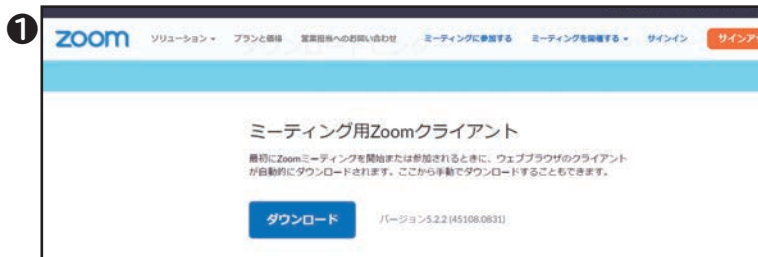 ❶
zoom ソリューション プランと価格 営業担当へのお問い合わせ ミーティングに参加する ミーティングを開催する サインイン サインア
ミーティング用Zoomクライアント
最初にZoomミーティングを開始または参加されるときに、ウェブブラウザのクライアント
が自動的にダウンロードされます。ここから手動でダウンロードすることもできます。
ダウンロード バージョン5.2.2 (45108.0831)